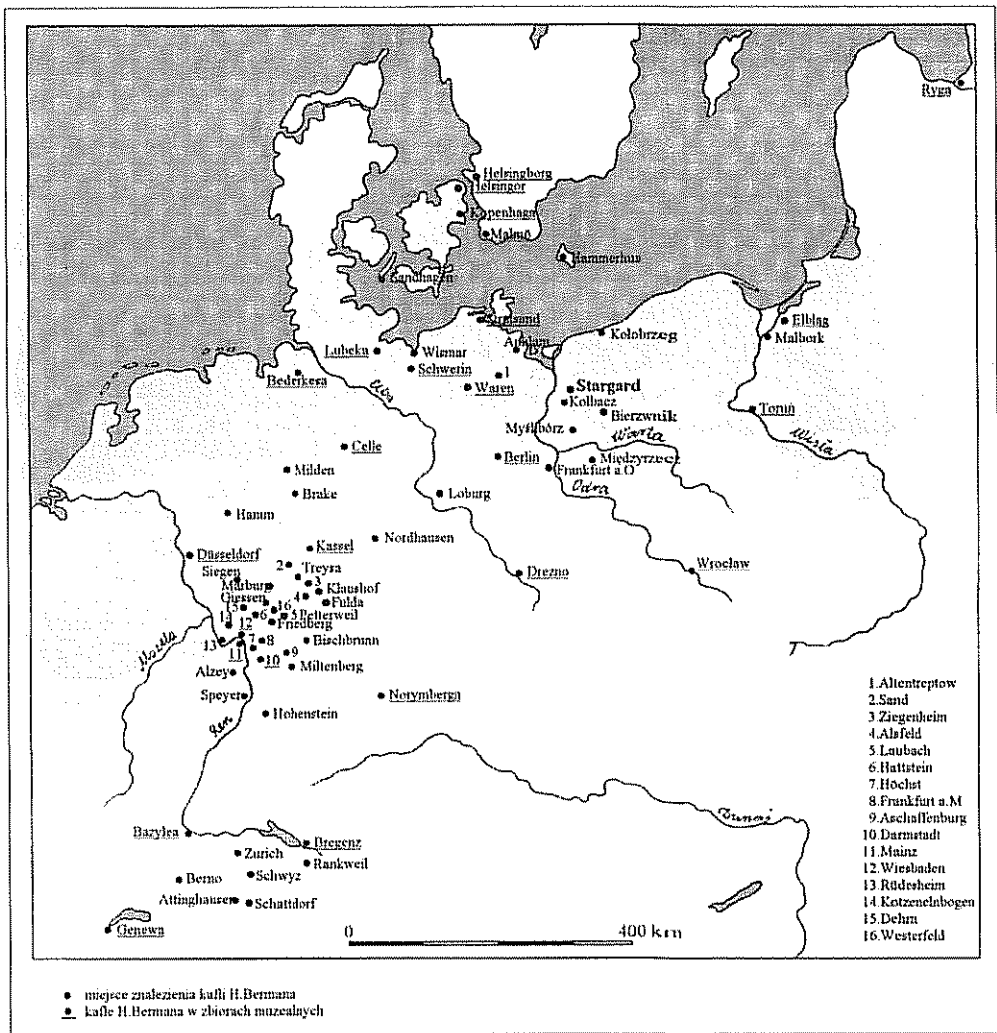 Ryga
Helsingborg
Helsingor
Kopenhaga
Malmö
Hammerhus
Sandhagen
Stralsund
Kołobrzeg
Elbląg
Malbork
Anklam
Lubeka
Wismar
Schwerin
1
Waren
Stargard
Kołbacz
Bierzwnik
Toruń
Bederkesa
Łaba
Myślibórz
Warta
Wisła
Celle
Berlin
Międzyrzecz
Frankfurt a.O
Odra
Milden
Brake
Loburg
Hamm
Nordhausen
Düsseldorf
Kassel
Siegen
2
Treysa
Drezno
Wrocław
Marburg
3
Klaushof
Giessen
4
Fulda
15
16
5
Petterweil
6
Friedberg
14
12
13
7
8
Bischbrunn
11
10
9
Miltenberg
Mozela
Alzey
Speyer
Norymberga
Ren
Hohenstein
1.Altentreptow
2.Sand
3.Ziegenheim
4.Alsfeld
5.Laubach
6.Hattstein
7.Höchst
8.Frankfurt a.M
9.Aschaffenburg
10.Darmstadt
11.Mainz
12.Wiesbaden
13.Rüdesheim
14.Kotzenelnbogen
15.Dehrn
16.Westerfeld
Dunaj
Bazylea
Bregenz
Zurich
Rankweil
Berno
Schwyz
Attinghausen
Schattdorf
Genewa
0
400 km
miejsce znalezienia kafli H.Bermana
kafle H.Bermana w zbiorach muzealnych